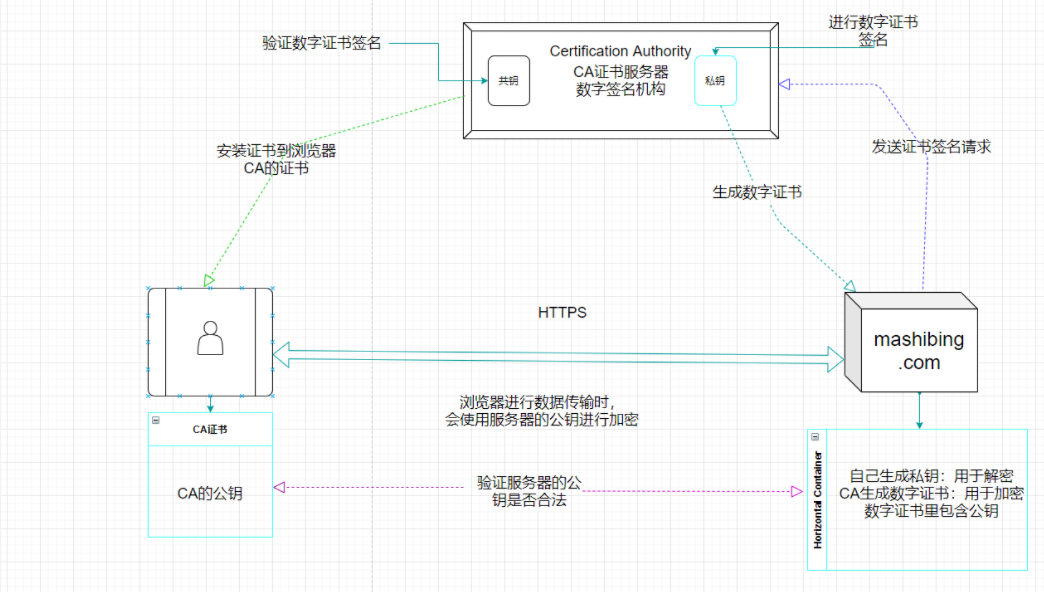 进行数字证书
签名
验证数字证书签名
Certification Authority
CA证书服务器
数字签名机构
共钥
私钥
安装证书到浏览器
CA的证书
发送证书签名请求
生成数字证书
HTTPS
mashibing
.com
浏览器进行数据传输时，
会使用服务器的公钥进行加密
CA证书
CA的公钥
验证服务器的公
钥是否合法
Horizontal Container
自己生成私钥：用于解密
CA生成数字证书：用于加密
数字证书里包含公钥